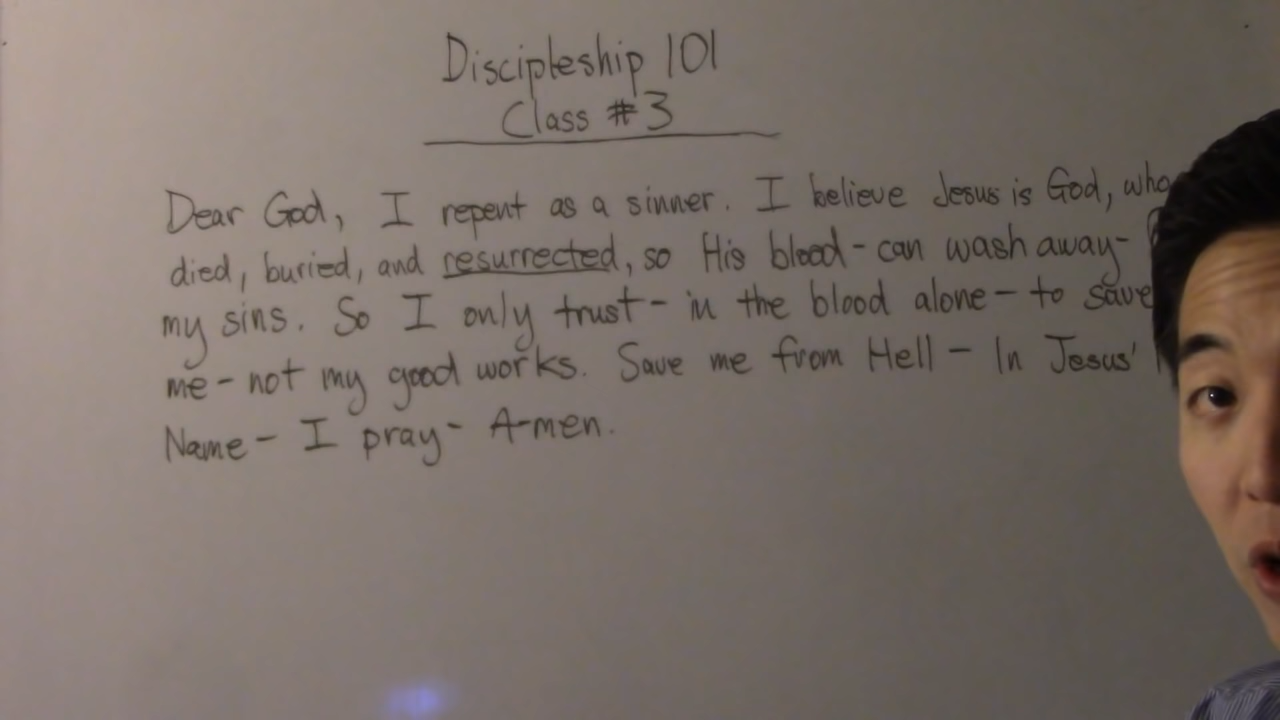 Discipleship 101
Class #3
Dear God, I repent as a sinner. I believe Jesus is God, who
died, buried, and resurrected, so His blood - can wash away -
my sins. So I only trust - in the blood alone - to save
me - not my good works. Save me from Hell - In Jesus'
Name - I pray - A-men.